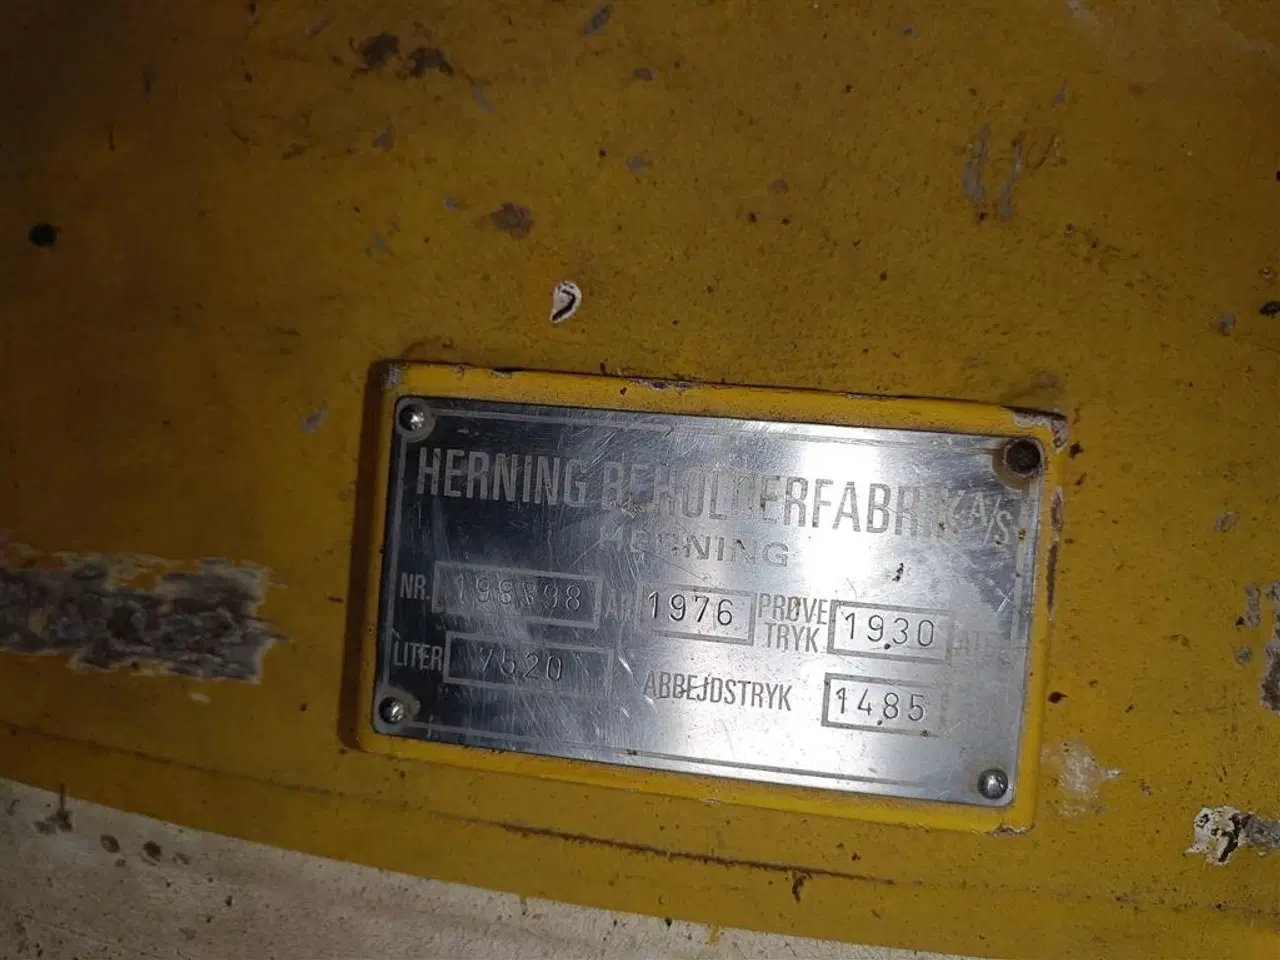 HERNING BEHOLDERFABRIK A/S
HERNING
NR. 1976 PRØVE TRYK 1930
LITER 7520 ARBEJDSTRYK 1485